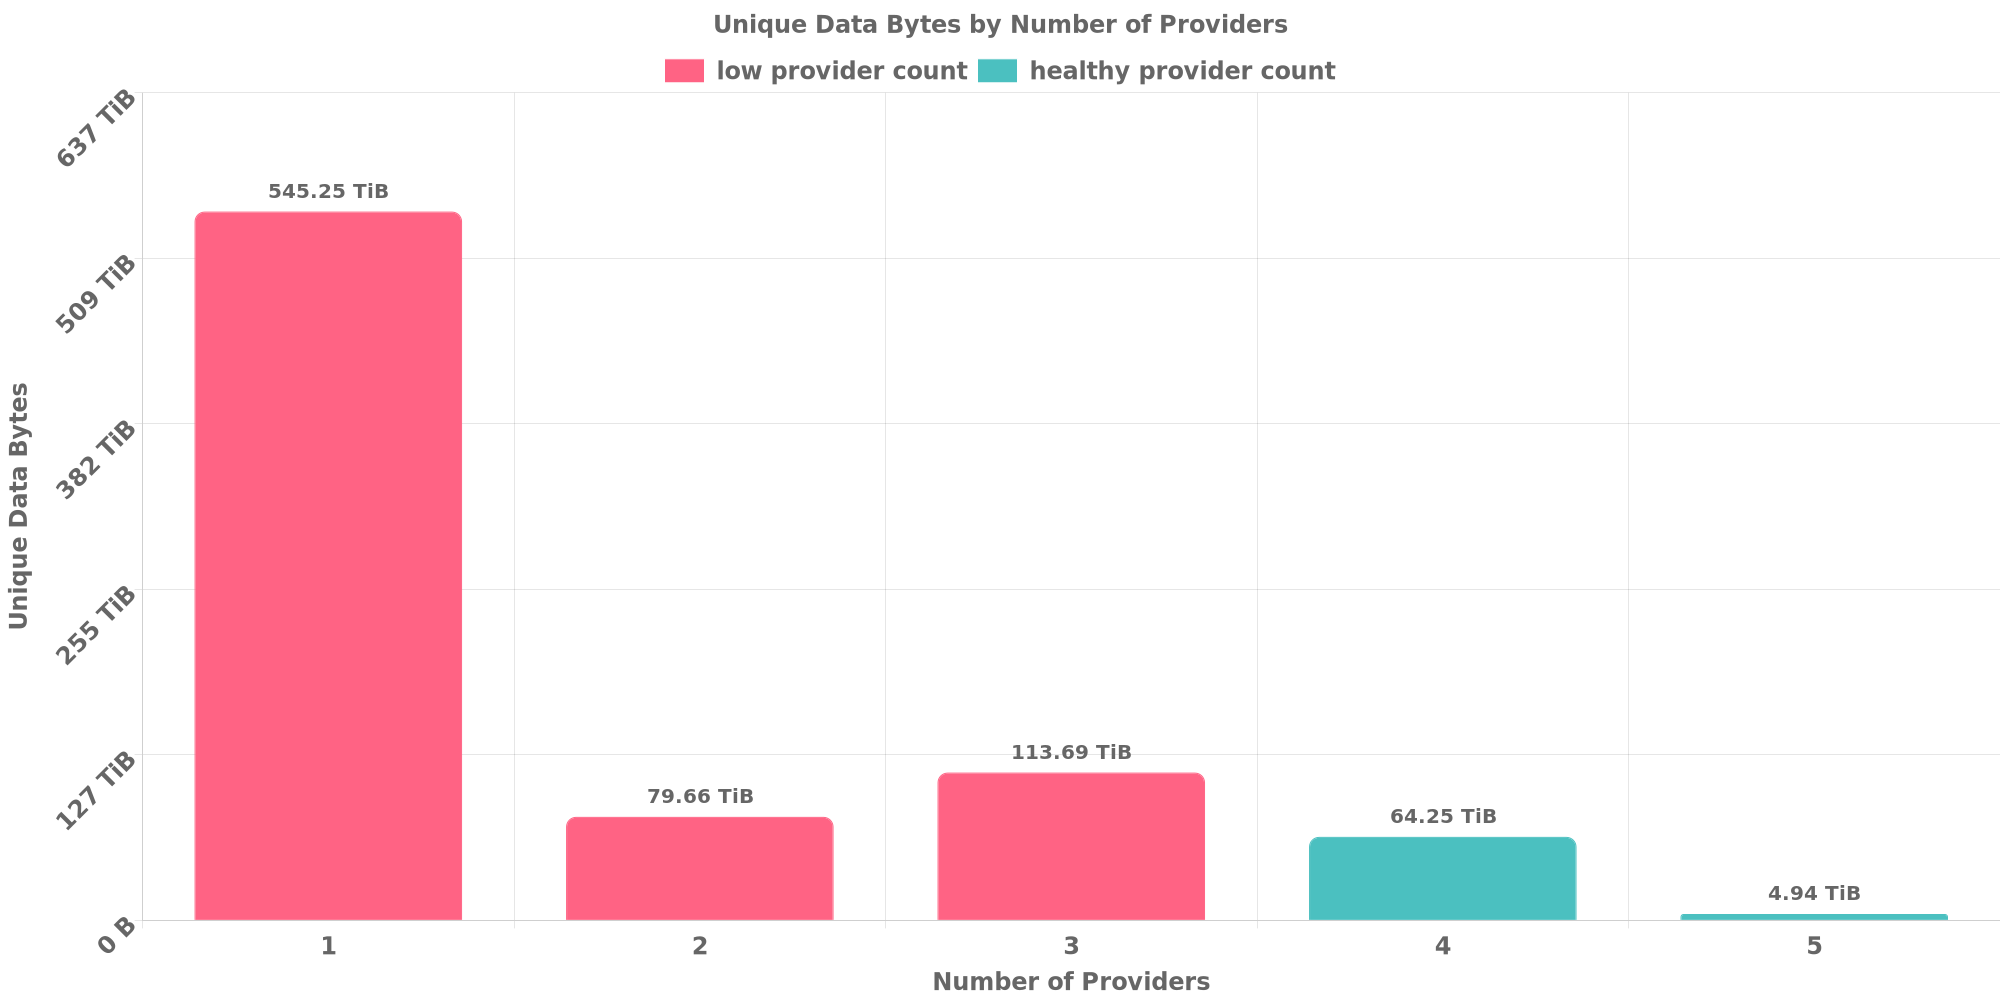 Unique Data Bytes by Number of Providers
low provider count healthy provider count
637 TiB
509 TiB
382 TiB
255 TiB
127 TiB
0 B
Unique Data Bytes
545.25 TiB
79.66 TiB
113.69 TiB
64.25 TiB
4.94 TiB
1 2 3 4 5
Number of Providers